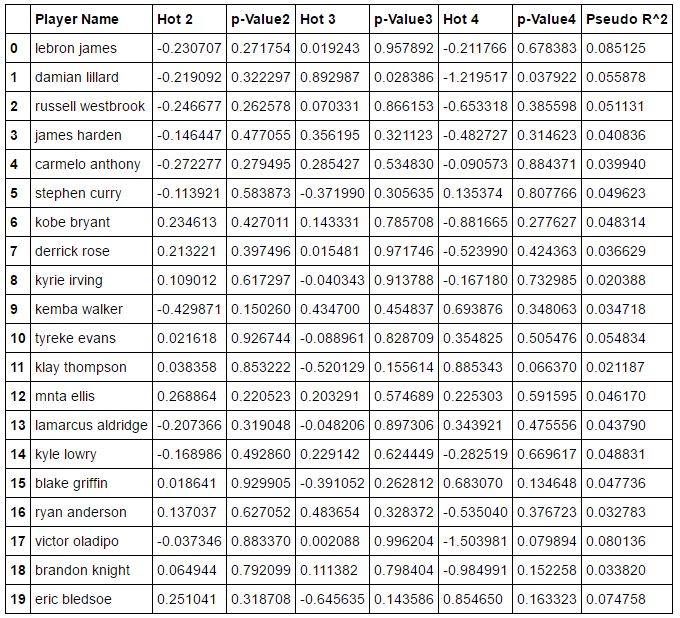 Player Name Hot 2 p-Value2 Hot 3 p-Value3 Hot 4 p-Value4 Pseudo R^2
0 lebron james -0.230707 0.271754 0.019243 0.957892 -0.211766 0.678383 0.085125
1 damian lillard -0.219092 0.322297 0.892987 0.028386 -1.219517 0.037922 0.055878
2 russell westbrook -0.246677 0.262578 0.070331 0.866153 -0.653318 0.385598 0.051131
3 james harden -0.146447 0.477055 0.356195 0.321123 -0.482727 0.314623 0.040836
4 carmelo anthony -0.272277 0.279495 0.285427 0.534830 -0.090573 0.884371 0.039940
5 stephen curry -0.113921 0.583873 -0.371990 0.305635 0.135374 0.807766 0.049623
6 kobe bryant 0.234613 0.427011 0.143331 0.785708 -0.881665 0.277627 0.048314
7 derrick rose 0.213221 0.397496 0.015481 0.971746 -0.523990 0.424363 0.036629
8 kyrie irving 0.109012 0.617297 -0.040343 0.913788 -0.167180 0.732985 0.020388
9 kemba walker -0.429871 0.150260 0.434700 0.454837 0.693876 0.348063 0.034718
10 tyreke evans 0.021618 0.926744 -0.088961 0.828709 0.354825 0.505476 0.054834
11 klay thompson 0.038358 0.853222 -0.520129 0.155614 0.885343 0.066370 0.021187
12 mnta ellis 0.268864 0.220523 0.203291 0.574689 0.225303 0.591595 0.046170
13 lamarcus aldridge -0.207366 0.319048 -0.048206 0.897306 0.343921 0.475556 0.043790
14 kyle lowry -0.168986 0.492860 0.229142 0.624449 -0.282519 0.669617 0.048831
15 blake griffin 0.018641 0.929905 -0.391052 0.262812 0.683070 0.134648 0.047736
16 ryan anderson 0.137037 0.627052 0.483654 0.328372 -0.535040 0.376723 0.032783
17 victor oladipo -0.037346 0.883370 0.002088 0.996204 -1.503981 0.079894 0.080136
18 brandon knight 0.064944 0.792099 0.111382 0.798404 -0.984991 0.152258 0.033820
19 eric bledsoe 0.251041 0.318708 -0.645635 0.143586 0.854650 0.163323 0.074758